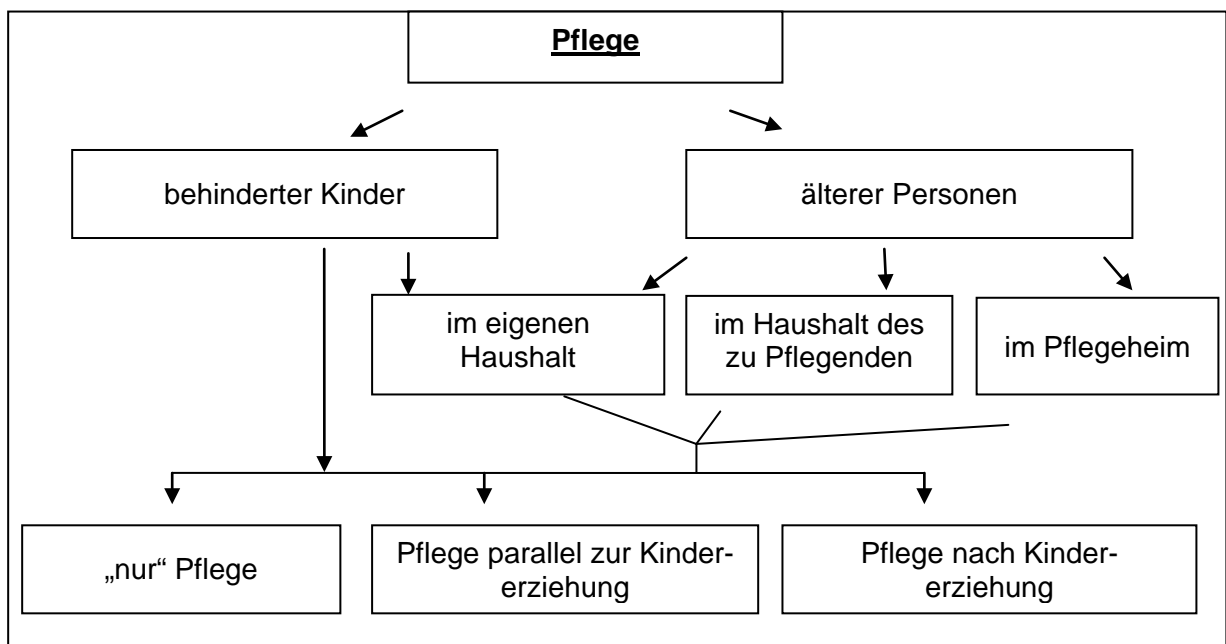 Pflege
behinderter Kinder
älterer Personen
im eigenen
Haushalt
im Haushalt des
zu Pflegenden
im Pflegeheim
„nur“ Pflege
Pflege parallel zur Kinder-
erziehung
Pflege nach Kinder-
erziehung